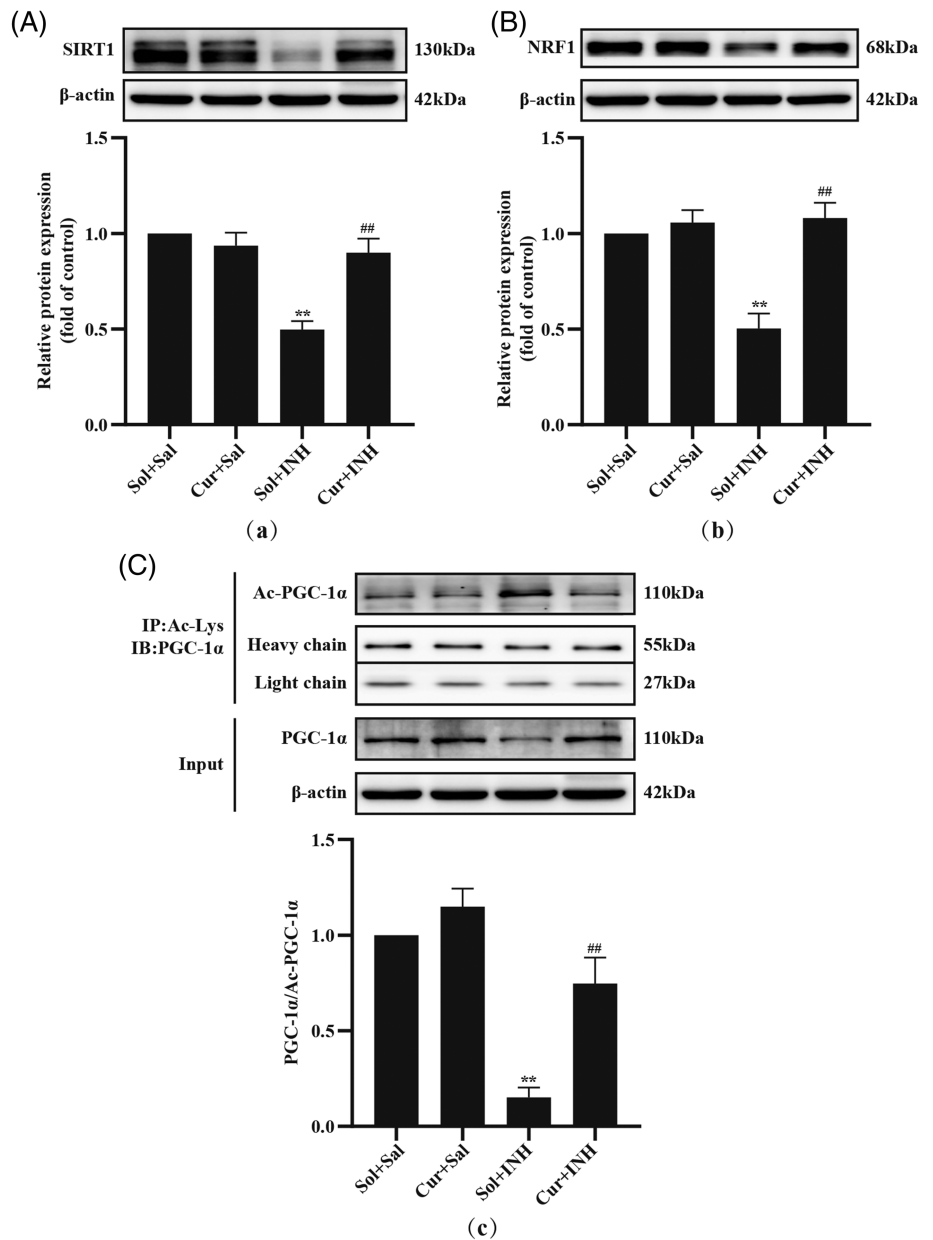 (A)
SIRT1
130kDa
β-actin
42kDa
Relative protein expression
(fold of control)
1.5
1.0
0.5
0.0
##
**
Sol+Sal
Cur+Sal
Sol+INH
Cur+INH
(a)
(B)
NRF1
68kDa
β-actin
42kDa
Relative protein expression
(fold of control)
1.5
1.0
0.5
0.0
##
**
Sol+Sal
Cur+Sal
Sol+INH
Cur+INH
(b)
(C)
IP:Ac-Lys
IB:PGC-1α
Ac-PGC-1α
110kDa
Heavy chain
55kDa
Light chain
27kDa
Input
PGC-1α
110kDa
β-actin
42kDa
PGC-1α/Ac-PGC-1α
1.5
1.0
0.5
0.0
##
**
Sol+Sal
Cur+Sal
Sol+INH
Cur+INH
(c)